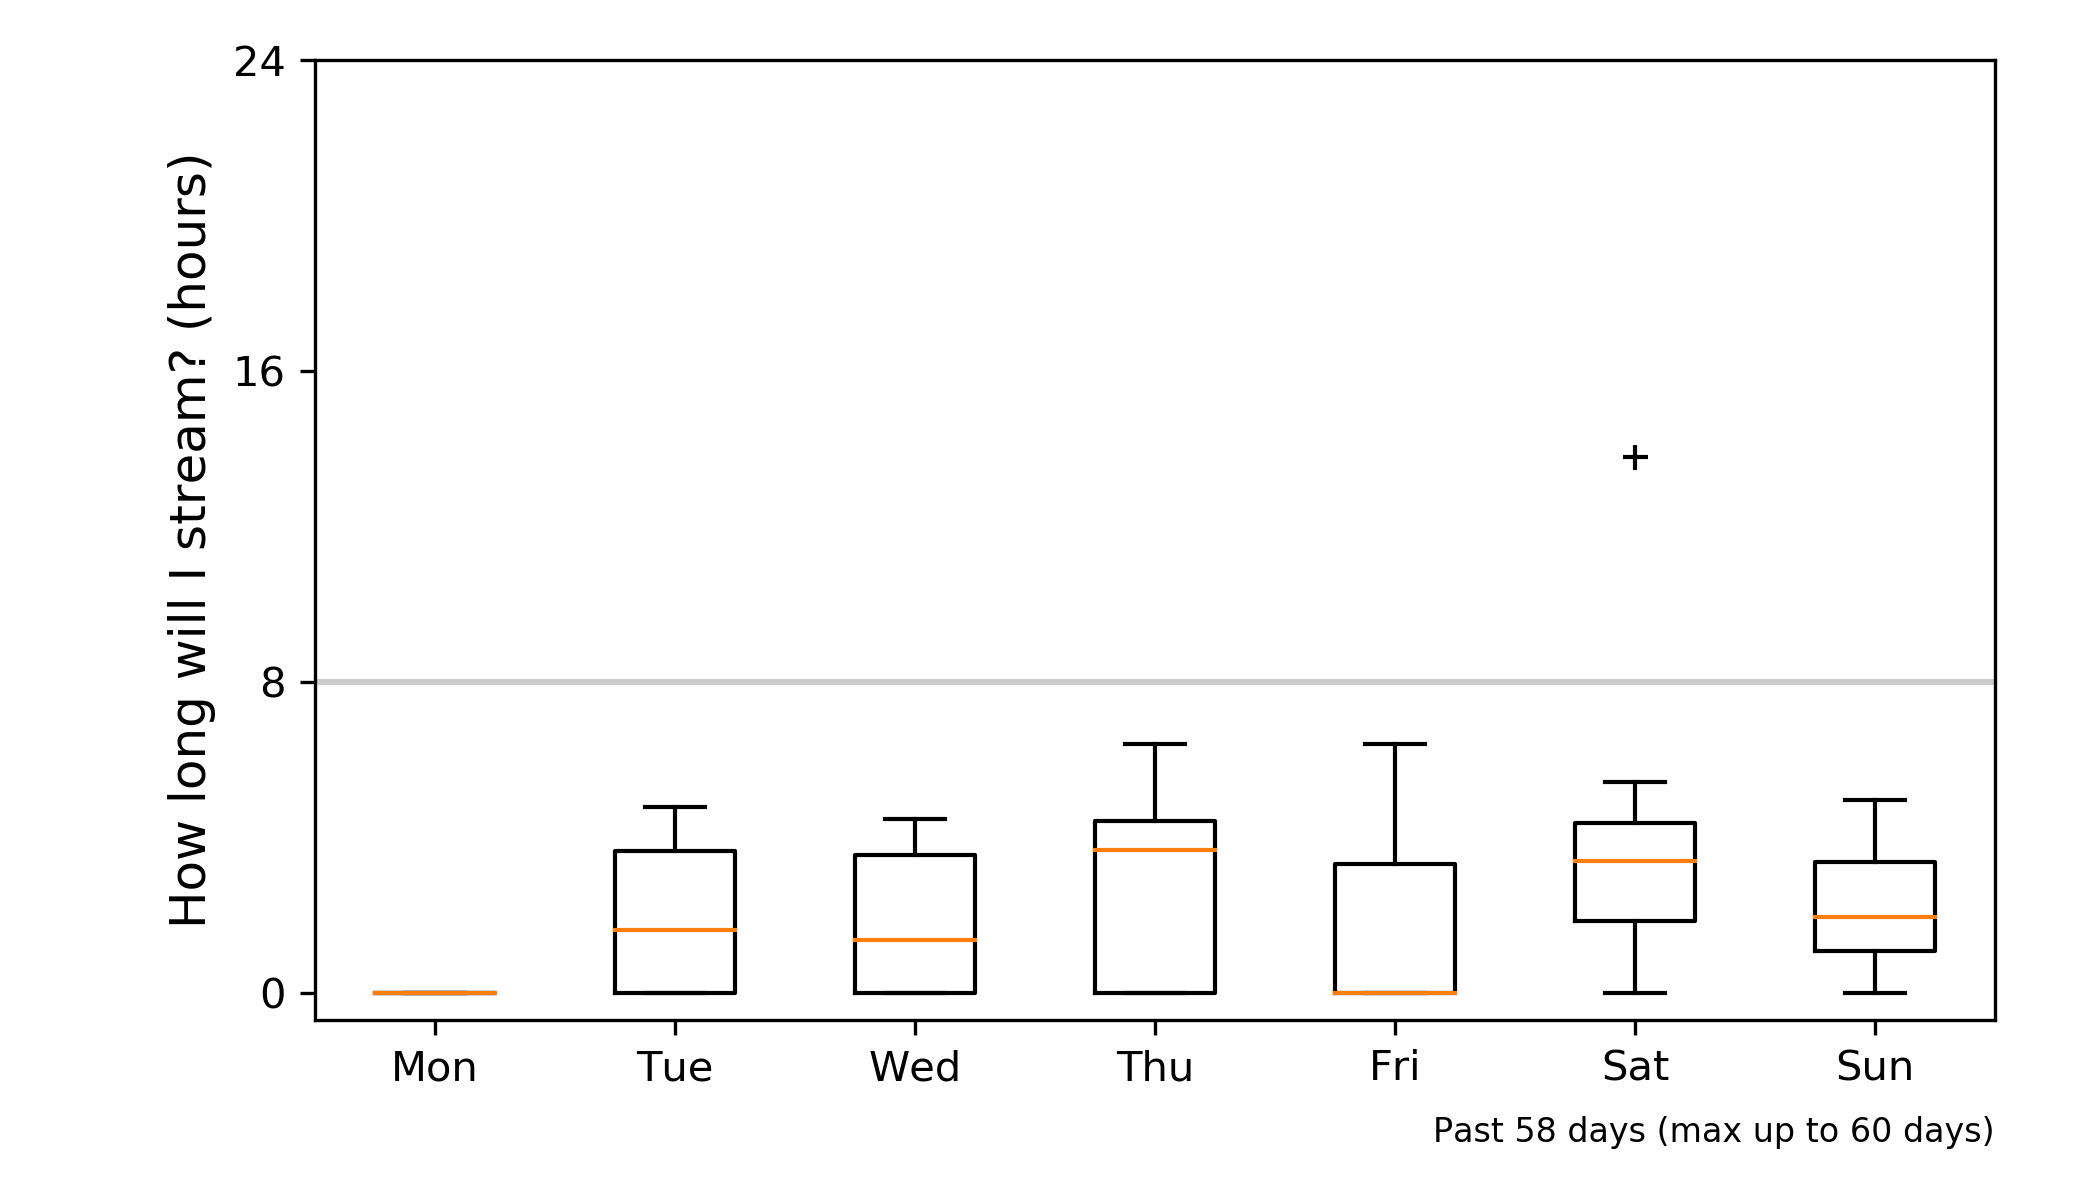 How long will I stream? (hours)
24
16
8
0
Mon Tue Wed Thu Fri Sat Sun
Past 58 days (max up to 60 days)